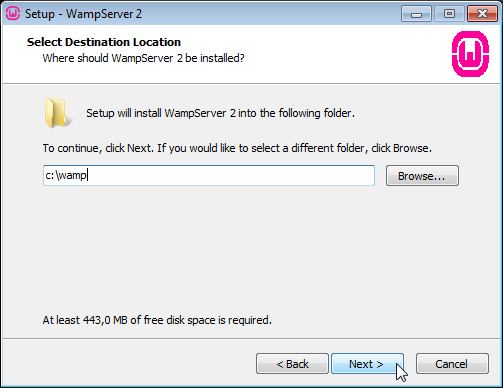 Setup - WampServer 2
Select Destination Location
Where should WampServer 2 be installed?
Setup will install WampServer 2 into the following folder.
To continue, click Next. If you would like to select a different folder, click Browse.
c:\wamp
Browse...
At least 443,0 MB of free disk space is required.
< Back
Next >
Cancel